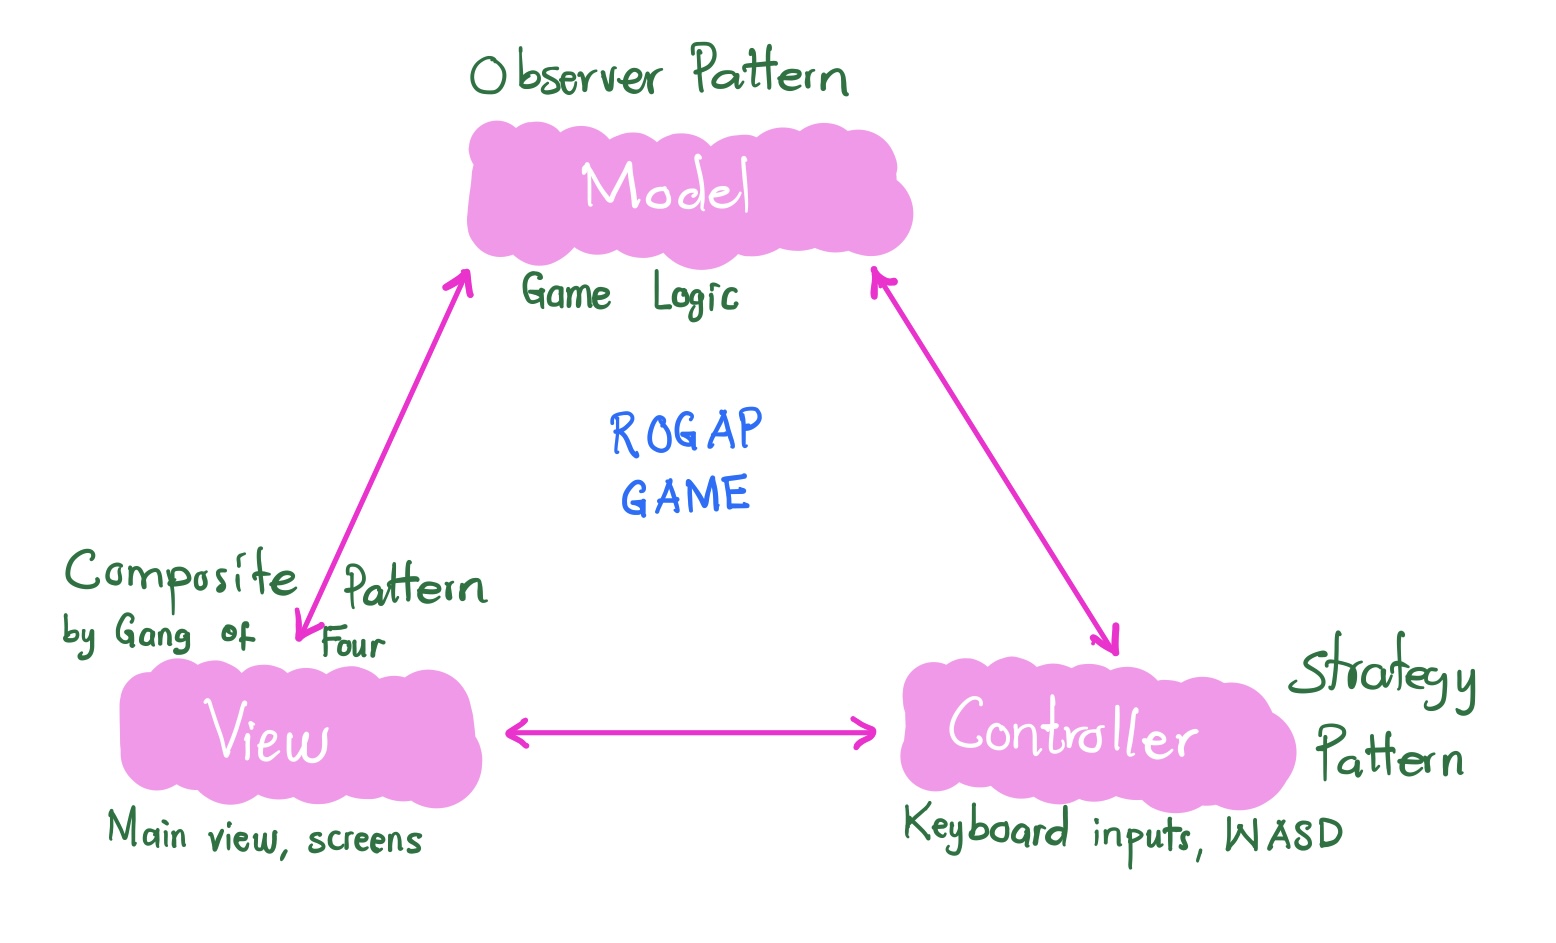 Observer Pattern
Model
Game Logic
ROGAP
GAME
Composite Pattern
by Gang of Four
View
Main view, screens
Controller
Strategy
Pattern
Keyboard inputs, WASD